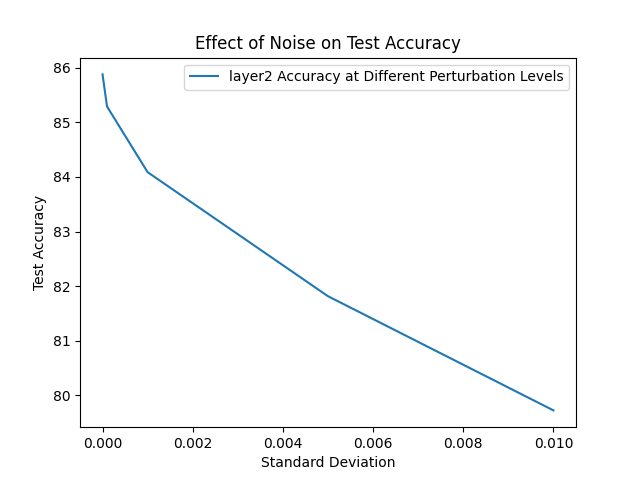 Effect of Noise on Test Accuracy
layer2 Accuracy at Different Perturbation Levels
Test Accuracy
86
85
84
83
82
81
80
0.000 0.002 0.004 0.006 0.008 0.010
Standard Deviation